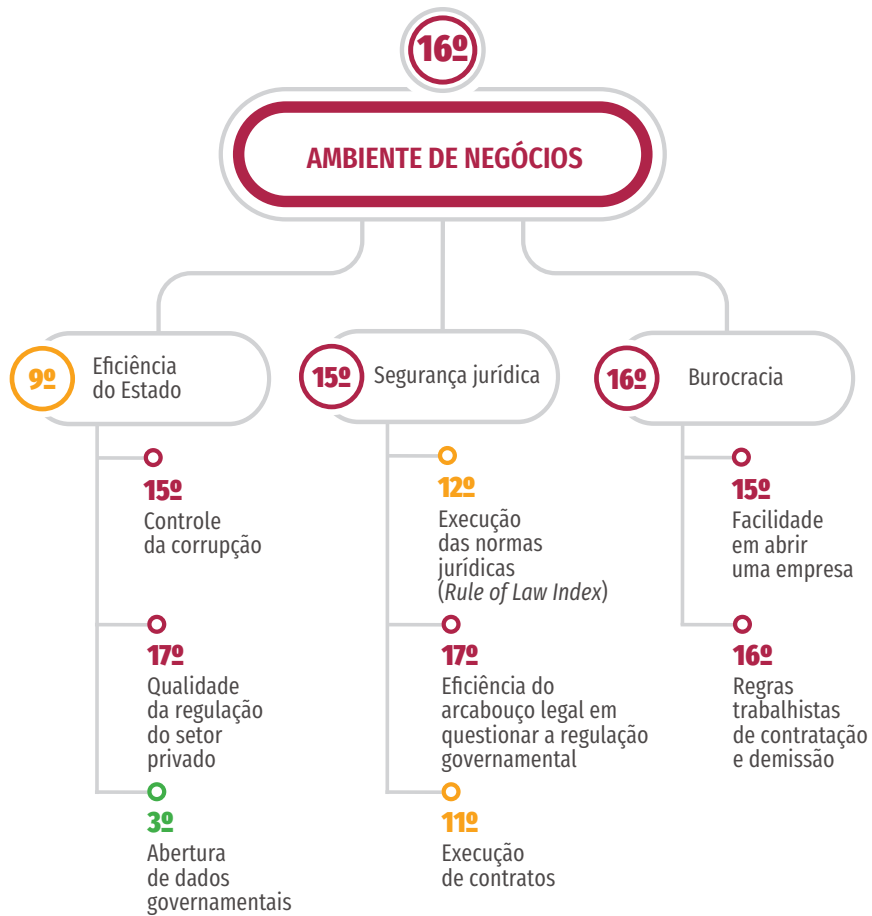 16º
AMBIENTE DE NEGÓCIOS
9º
Eficiência
do Estado
15º
Controle
da corrupção
17º
Qualidade
da regulação
do setor
privado
3º
Abertura
de dados
governamentais
15º
Segurança jurídica
12º
Execução
das normas
jurídicas
(Rule of Law Index)
17º
Eficiência do
arcabouço legal em
questionar a regulação
governamental
11º
Execução
de contratos
16º
Burocracia
15º
Facilidade
em abrir
uma empresa
16º
Regras
trabalhistas
de contratação
e demissão